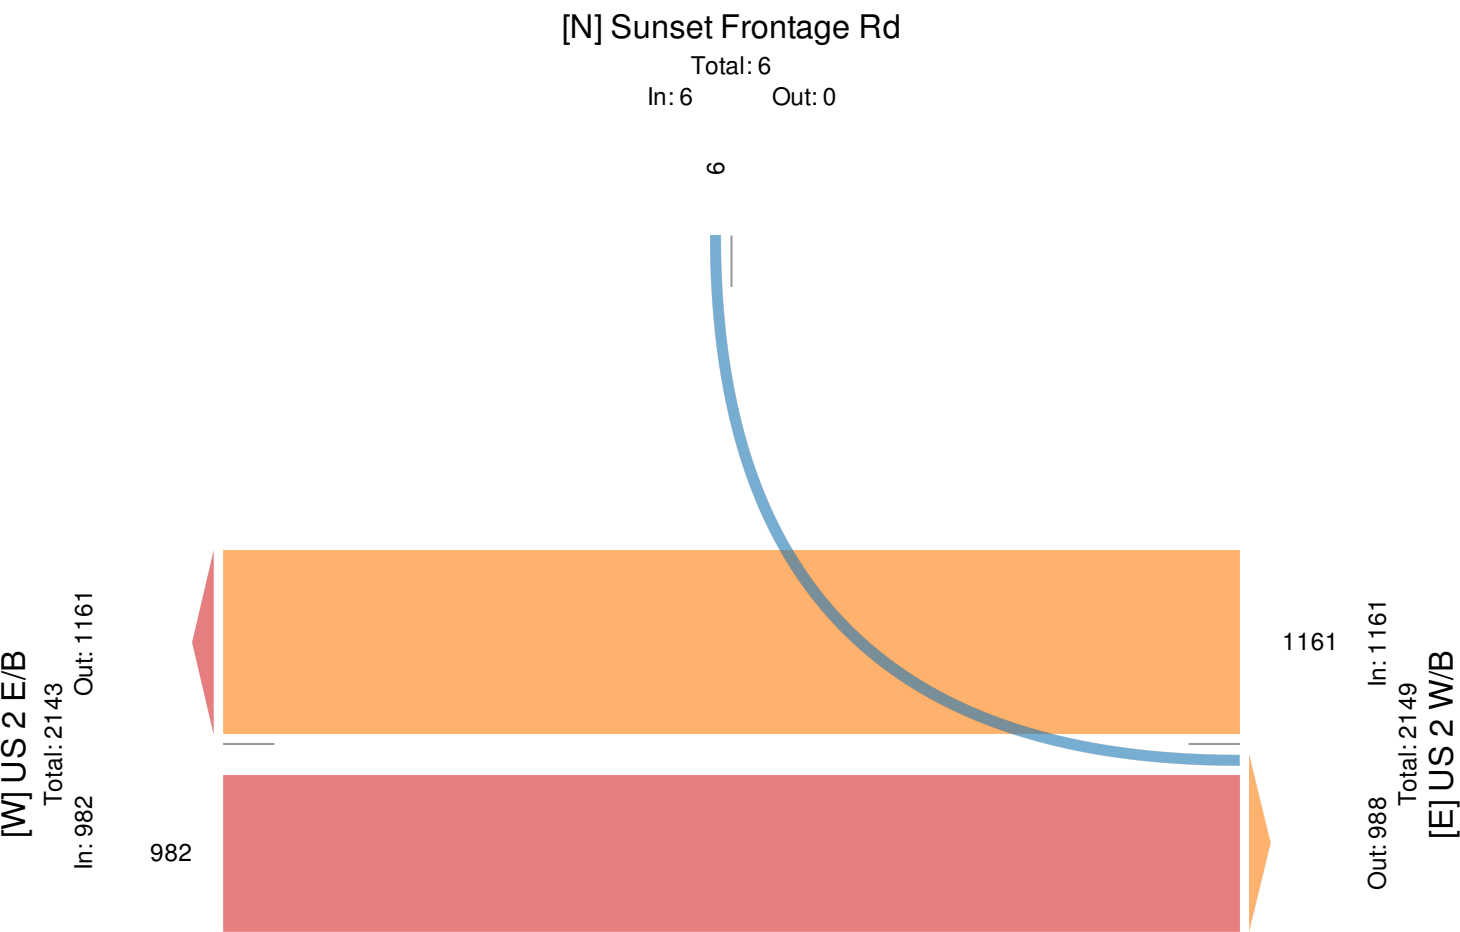 [N] Sunset Frontage Rd
Total: 6
In: 6 Out: 0
6
[W] US 2 E/B
Total: 2143
In: 982 Out: 1161
982
1161
Out: 988 In: 1161
Total: 2149
[E] US 2 W/B